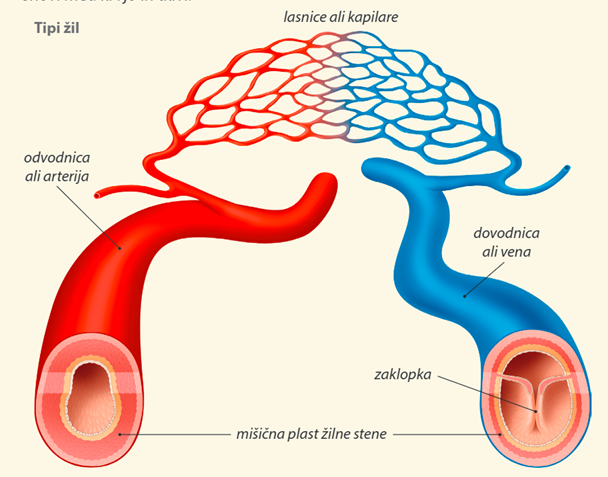 Tipi žil
lasnice ali kapilare
odvodnica
ali arterija
dovodnica
ali vena
zaklopka
mišična plast žilne stene